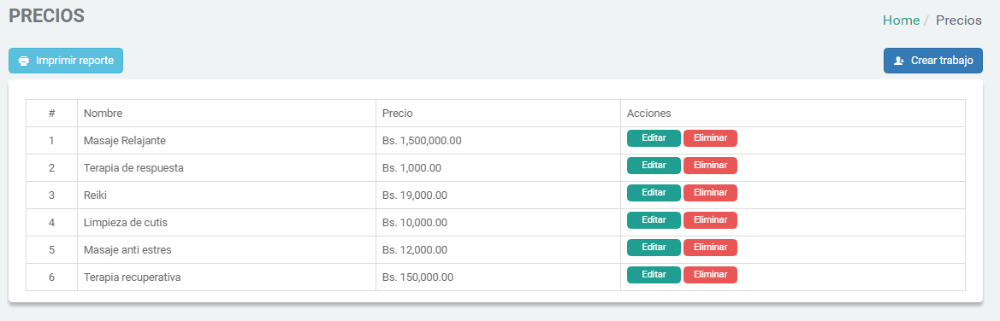 PRECIOS
Home / Precios
Imprimir reporte
Crear trabajo
# Nombre Precio Acciones
1 Masaje Relajante Bs. 1,500,000.00 Editar Eliminar
2 Terapia de respuesta Bs. 1,000.00 Editar Eliminar
3 Reiki Bs. 19,000.00 Editar Eliminar
4 Limpieza de cutis Bs. 10,000.00 Editar Eliminar
5 Masaje anti estres Bs. 12,000.00 Editar Eliminar
6 Terapia recuperativa Bs. 150,000.00 Editar Eliminar